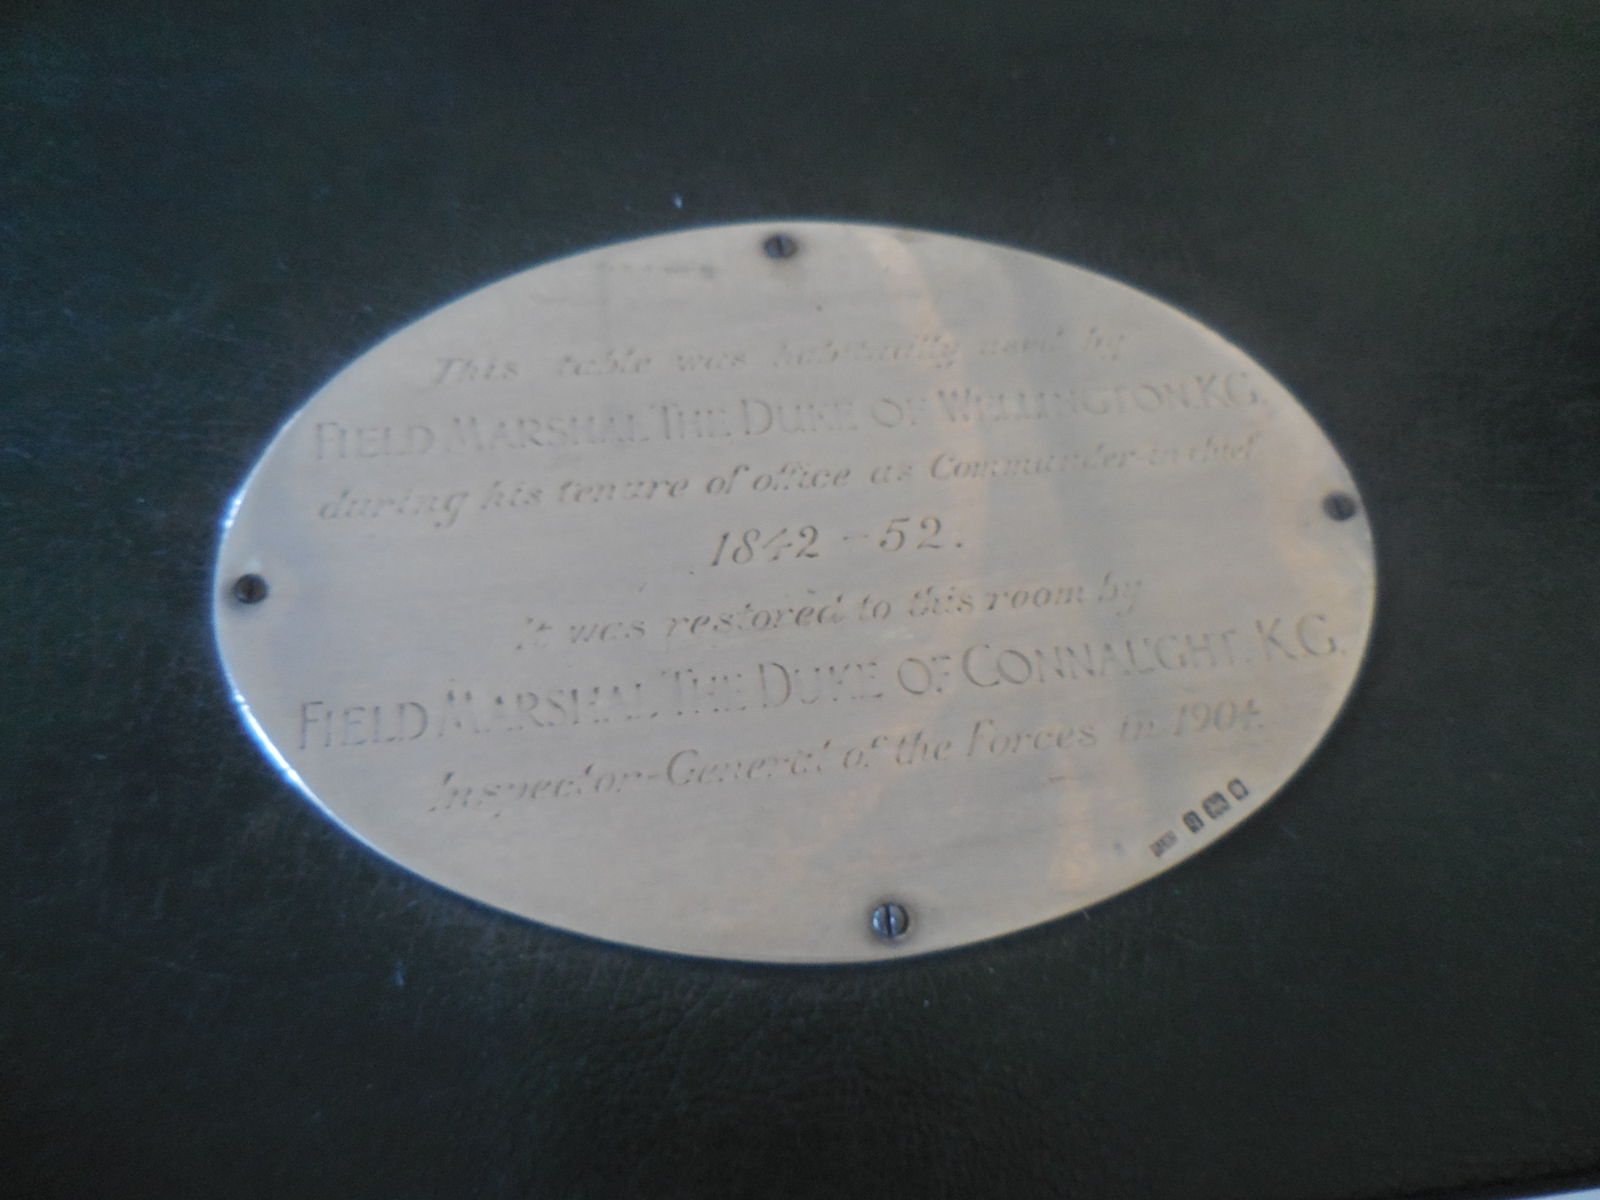 This table was habitually used by
FIELD MARSHAL THE DUKE OF WELLINGTON. K.G.
during his tenure of office as Commander-in-chief
1842-52.
It was restored to this room by
FIELD MARSHAL THE DUKE OF CONNAUGHT. K.G.
Inspector-General of the Forces in 1904.